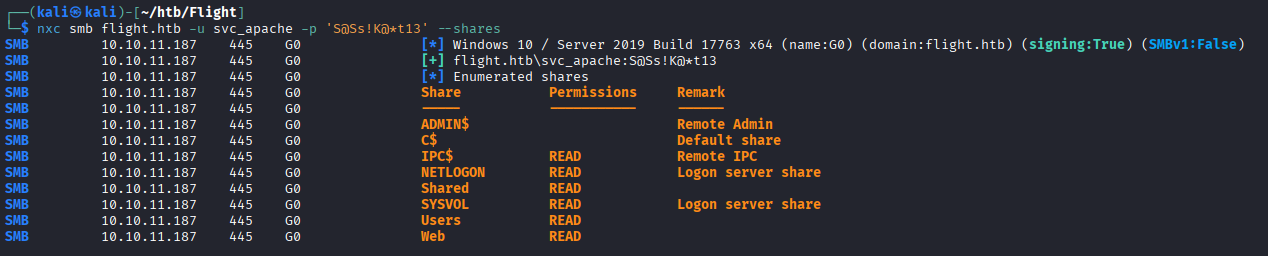 ┌──(kali㉿kali)-[~/htb/Flight]
└─$ nxc smb flight.htb -u svc_apache -p 'S@Ss!K@*t13' --shares
SMB 10.10.11.187 445 G0 [*] Windows 10 / Server 2019 Build 17763 x64 (name:G0) (domain:flight.htb) (signing:True) (SMBv1:False)
SMB 10.10.11.187 445 G0 [+] flight.htb\svc_apache:S@Ss!K@*t13
SMB 10.10.11.187 445 G0 [*] Enumerated shares
SMB 10.10.11.187 445 G0 Share Permissions Remark
SMB 10.10.11.187 445 G0 ----- ----------- ------
SMB 10.10.11.187 445 G0 ADMIN$ Remote Admin
SMB 10.10.11.187 445 G0 C$ Default share
SMB 10.10.11.187 445 G0 IPC$ READ Remote IPC
SMB 10.10.11.187 445 G0 NETLOGON READ Logon server share
SMB 10.10.11.187 445 G0 Shared READ
SMB 10.10.11.187 445 G0 SYSVOL READ Logon server share
SMB 10.10.11.187 445 G0 Users READ
SMB 10.10.11.187 445 G0 Web READ